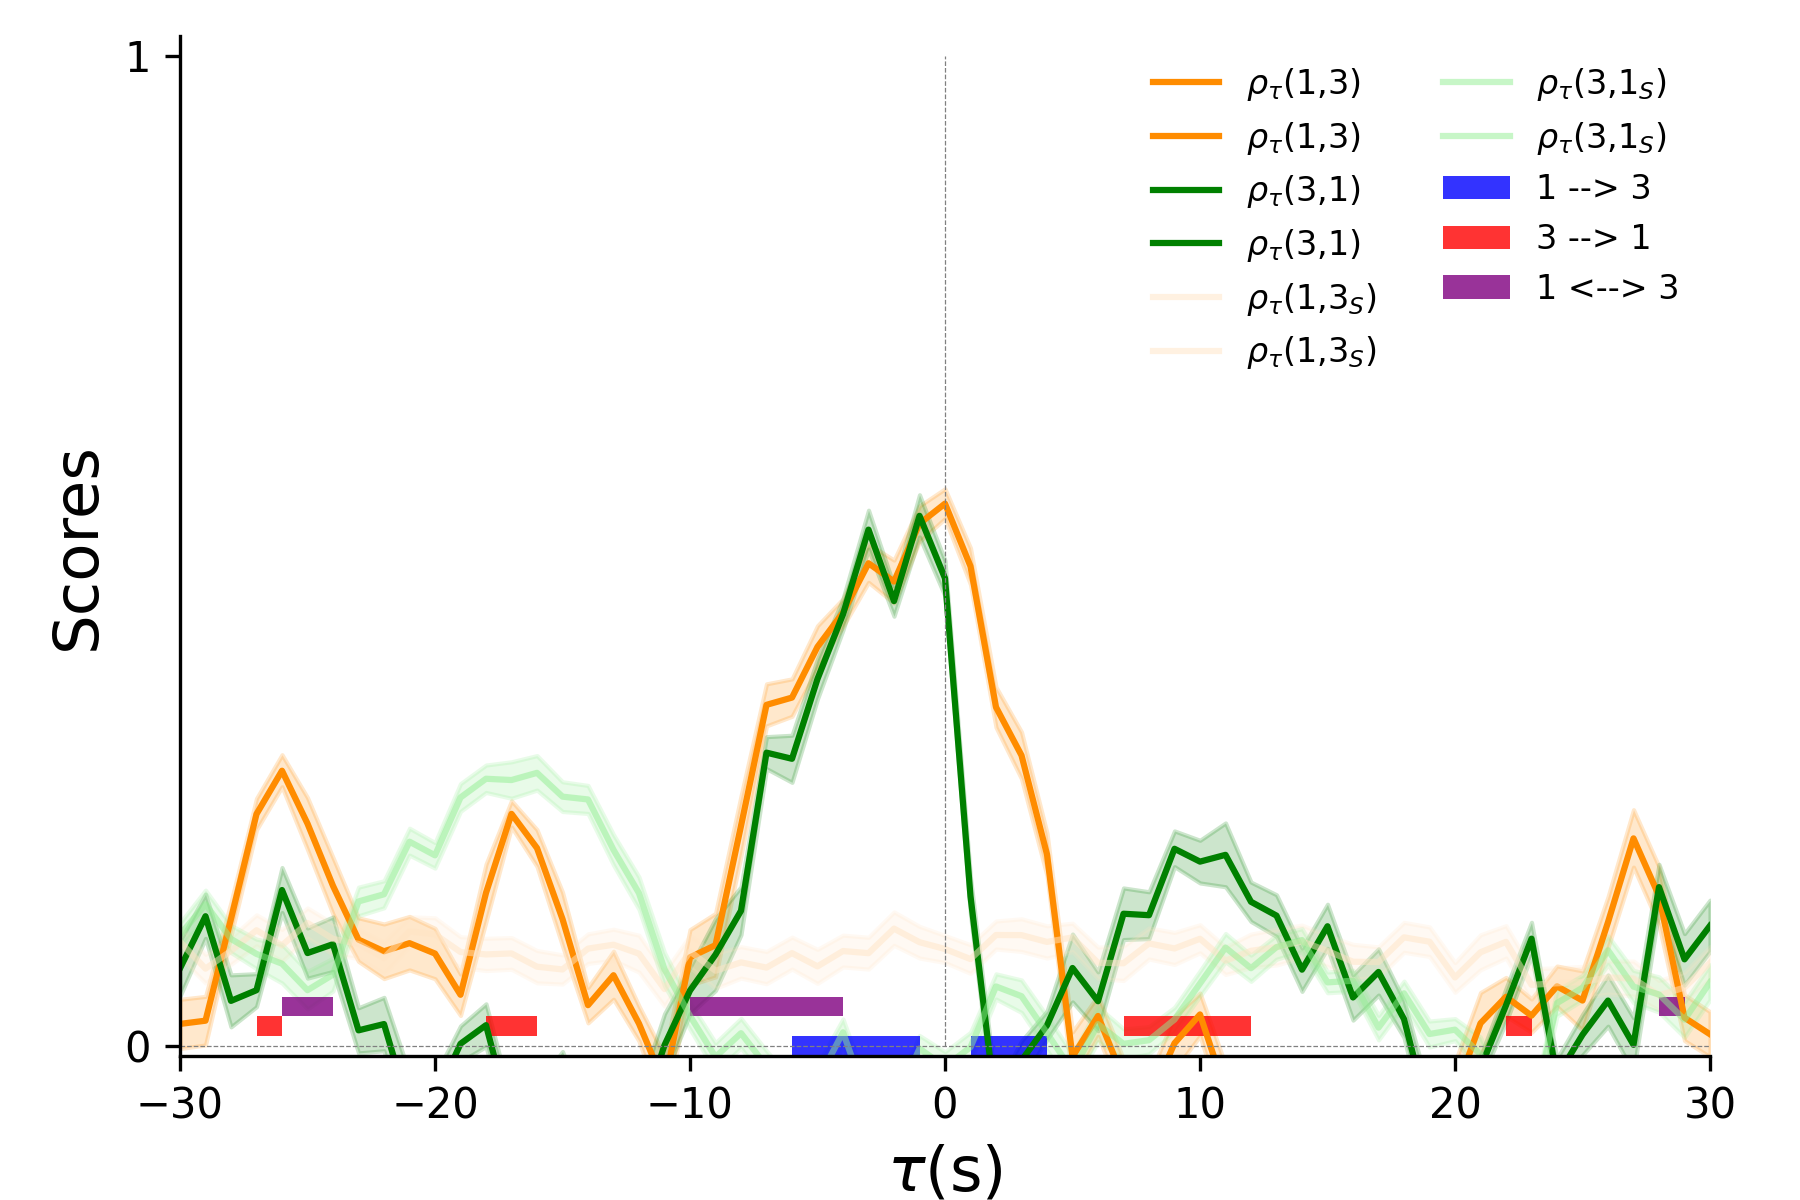 1
ρτ(1,3)
ρτ(1,3)
ρτ(3,1)
ρτ(3,1)
ρτ(1,3S)
ρτ(1,3S)
ρτ(3,1S)
ρτ(3,1S)
1 --> 3
3 --> 1
1 <--> 3
Scores
0
−30 −20 −10 0 10 20 30
τ(s)